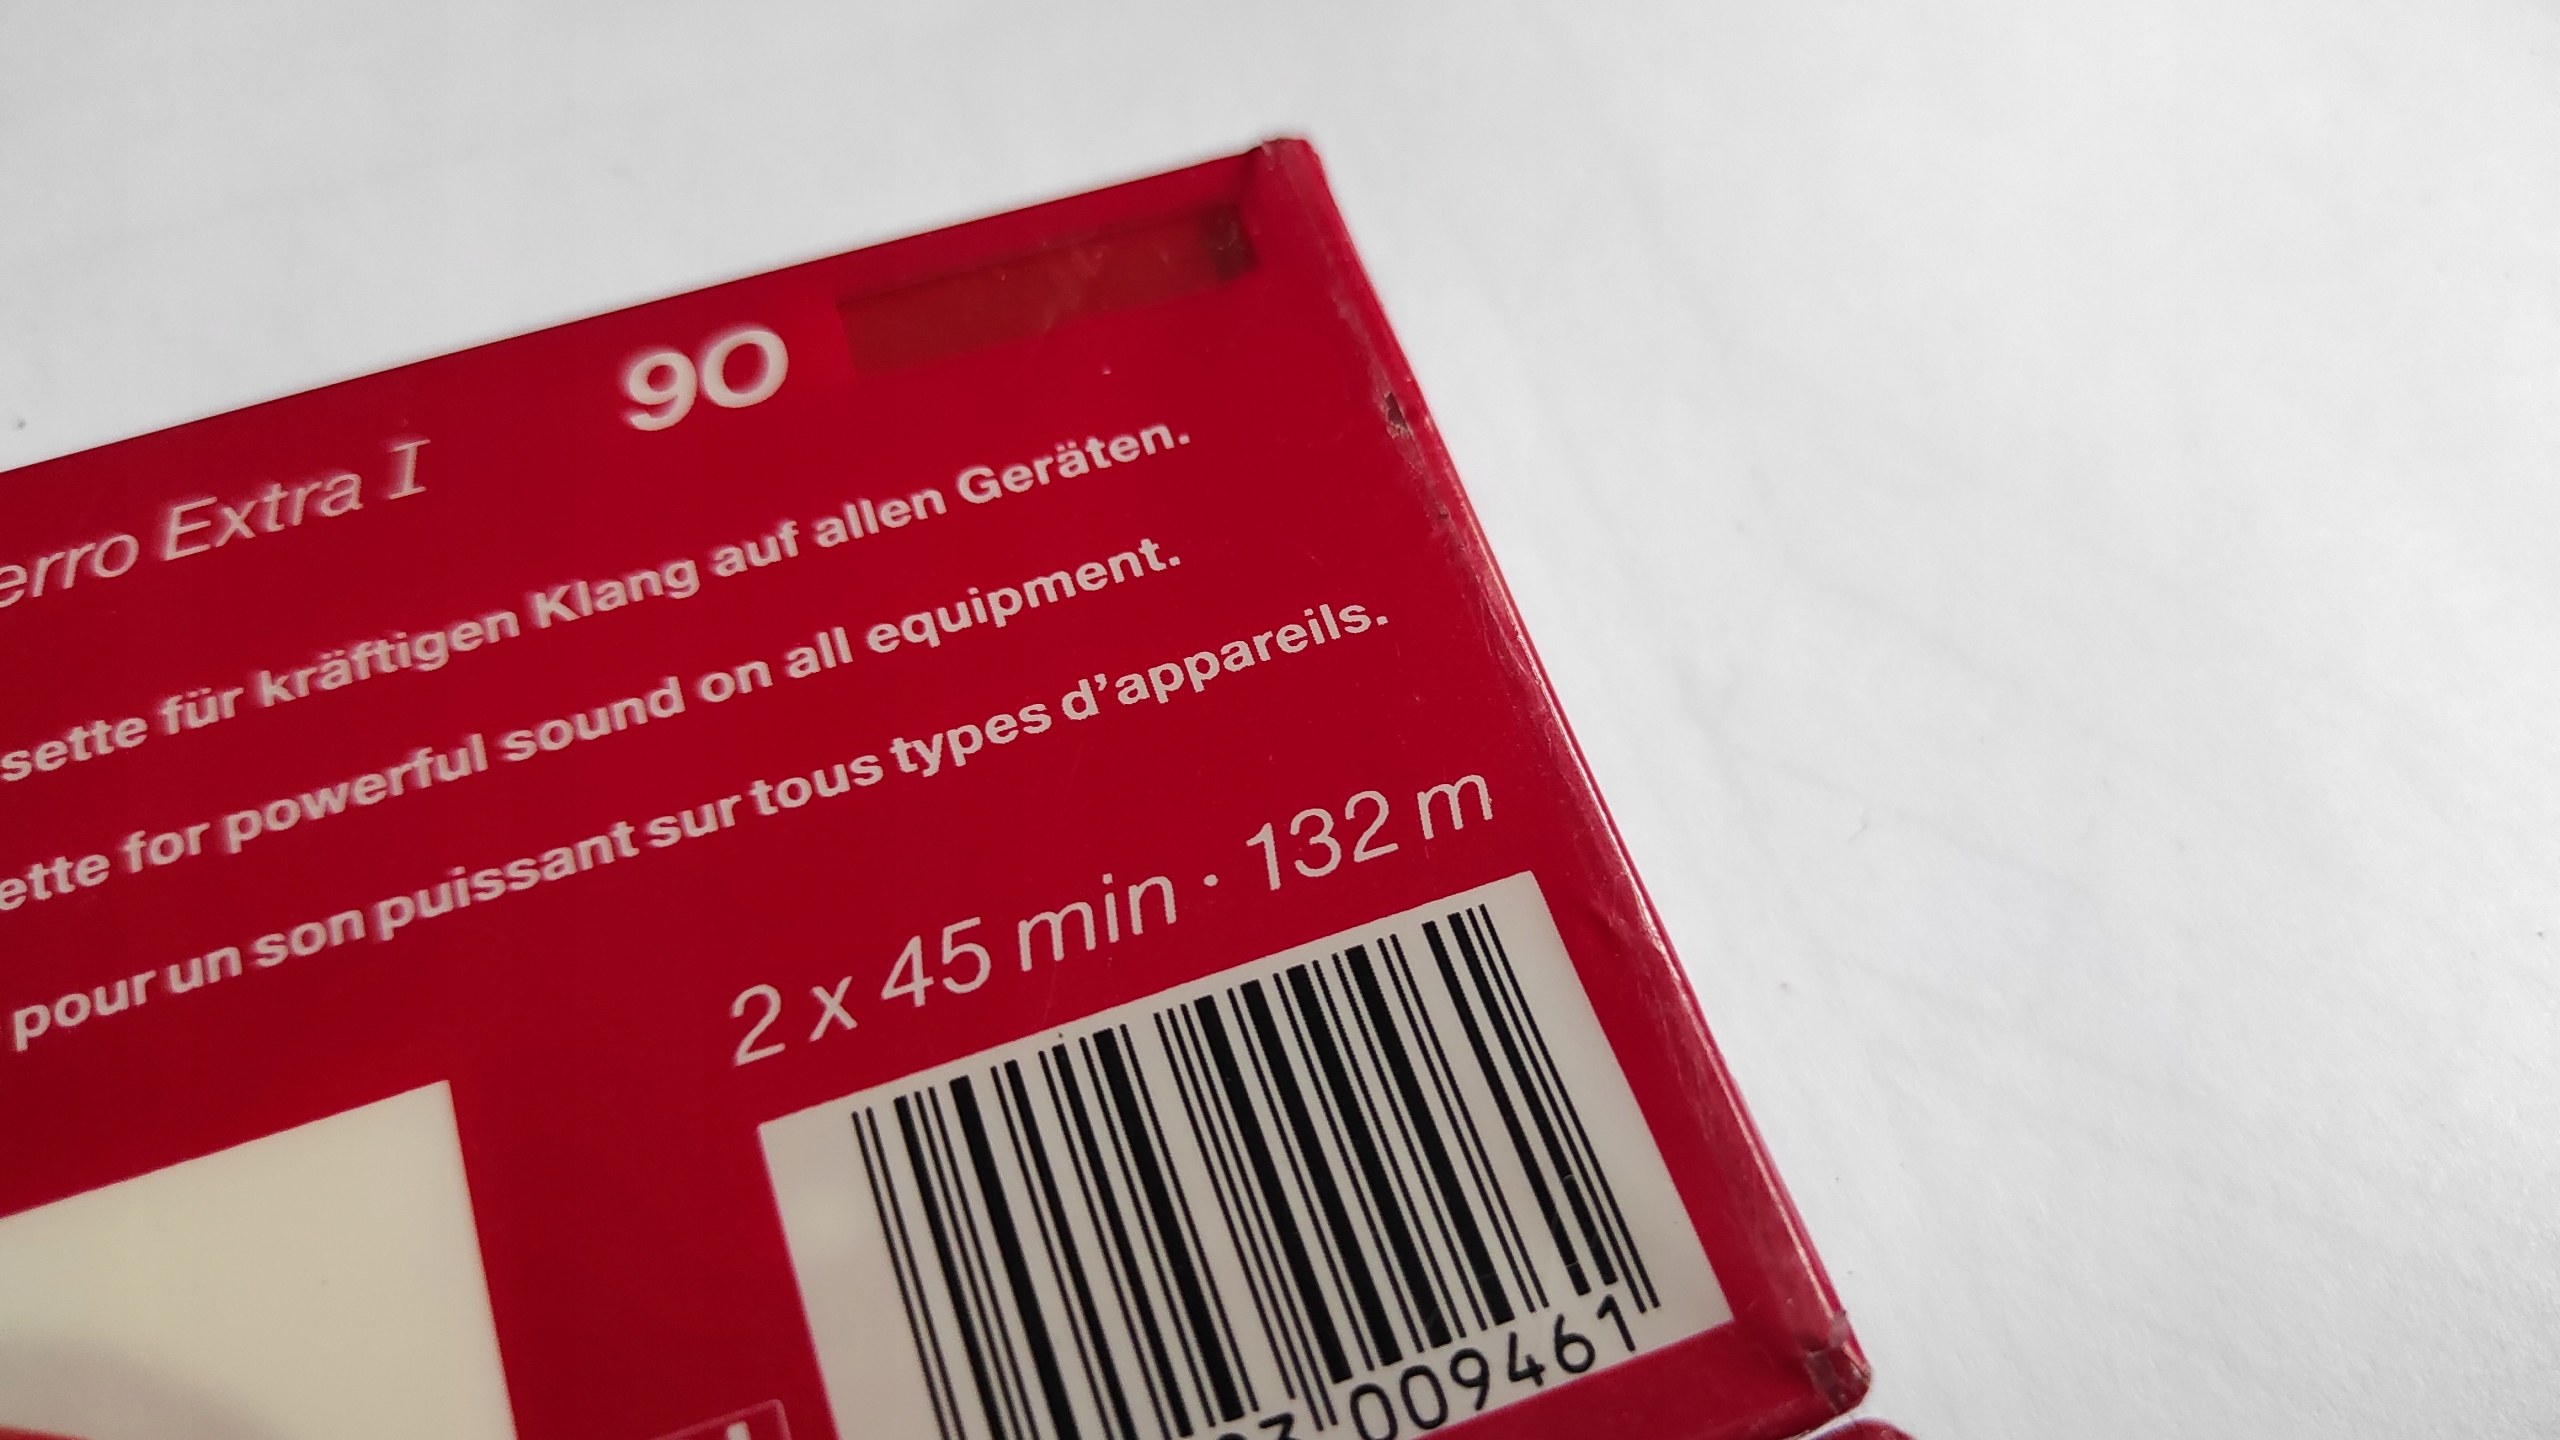 90
erro Extra I
sette für kräftigen Klang auf allen Geräten.
ette for powerful sound on all equipment.
pour un son puissant sur tous types d'appareils.
2 x 45 min · 132 m
3 009461